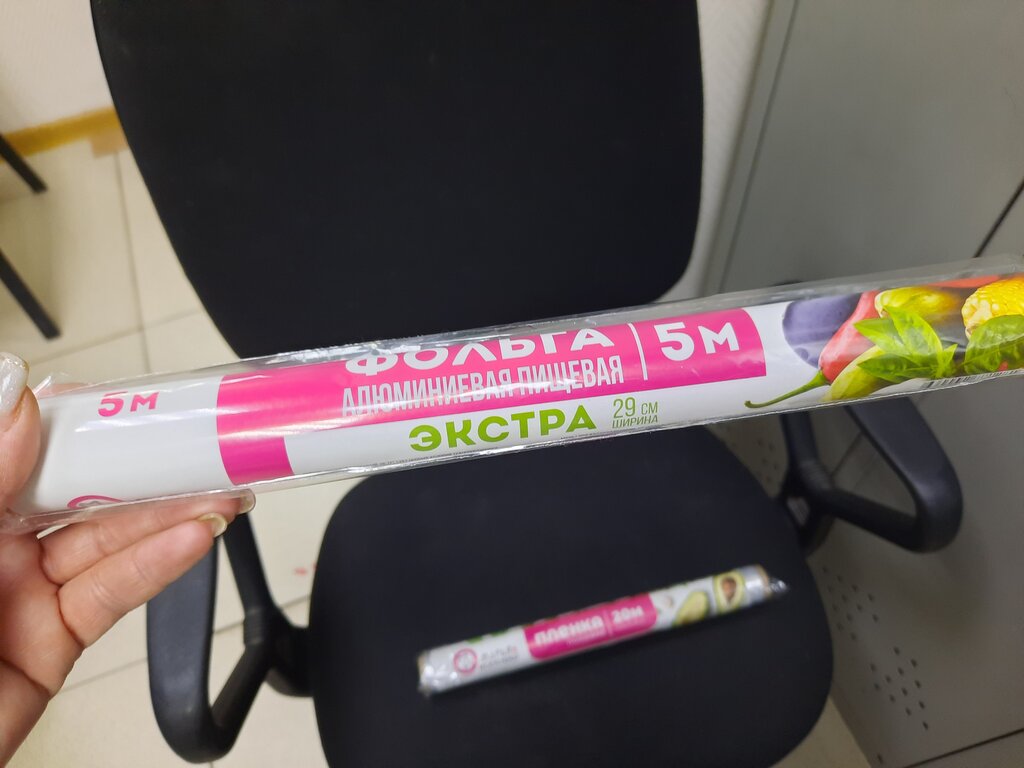 5м
ФОЛЬГА
АЛЮМИНИЕВАЯ ПИЩЕВАЯ
5м
ЭКСТРА
29 СМ
ШИРИНА
ПЛЕНКА
20м